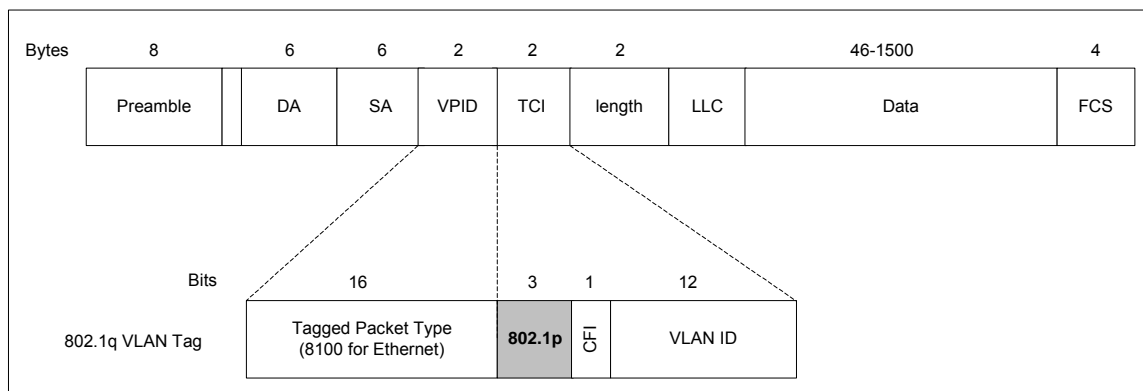 Bytes 8 6 6 2 2 2 46-1500 4
Preamble DA SA VPID TCI length LLC Data FCS
Bits 16 3 1 12
802.1q VLAN Tag
Tagged Packet Type
(8100 for Ethernet)
802.1p CFI VLAN ID